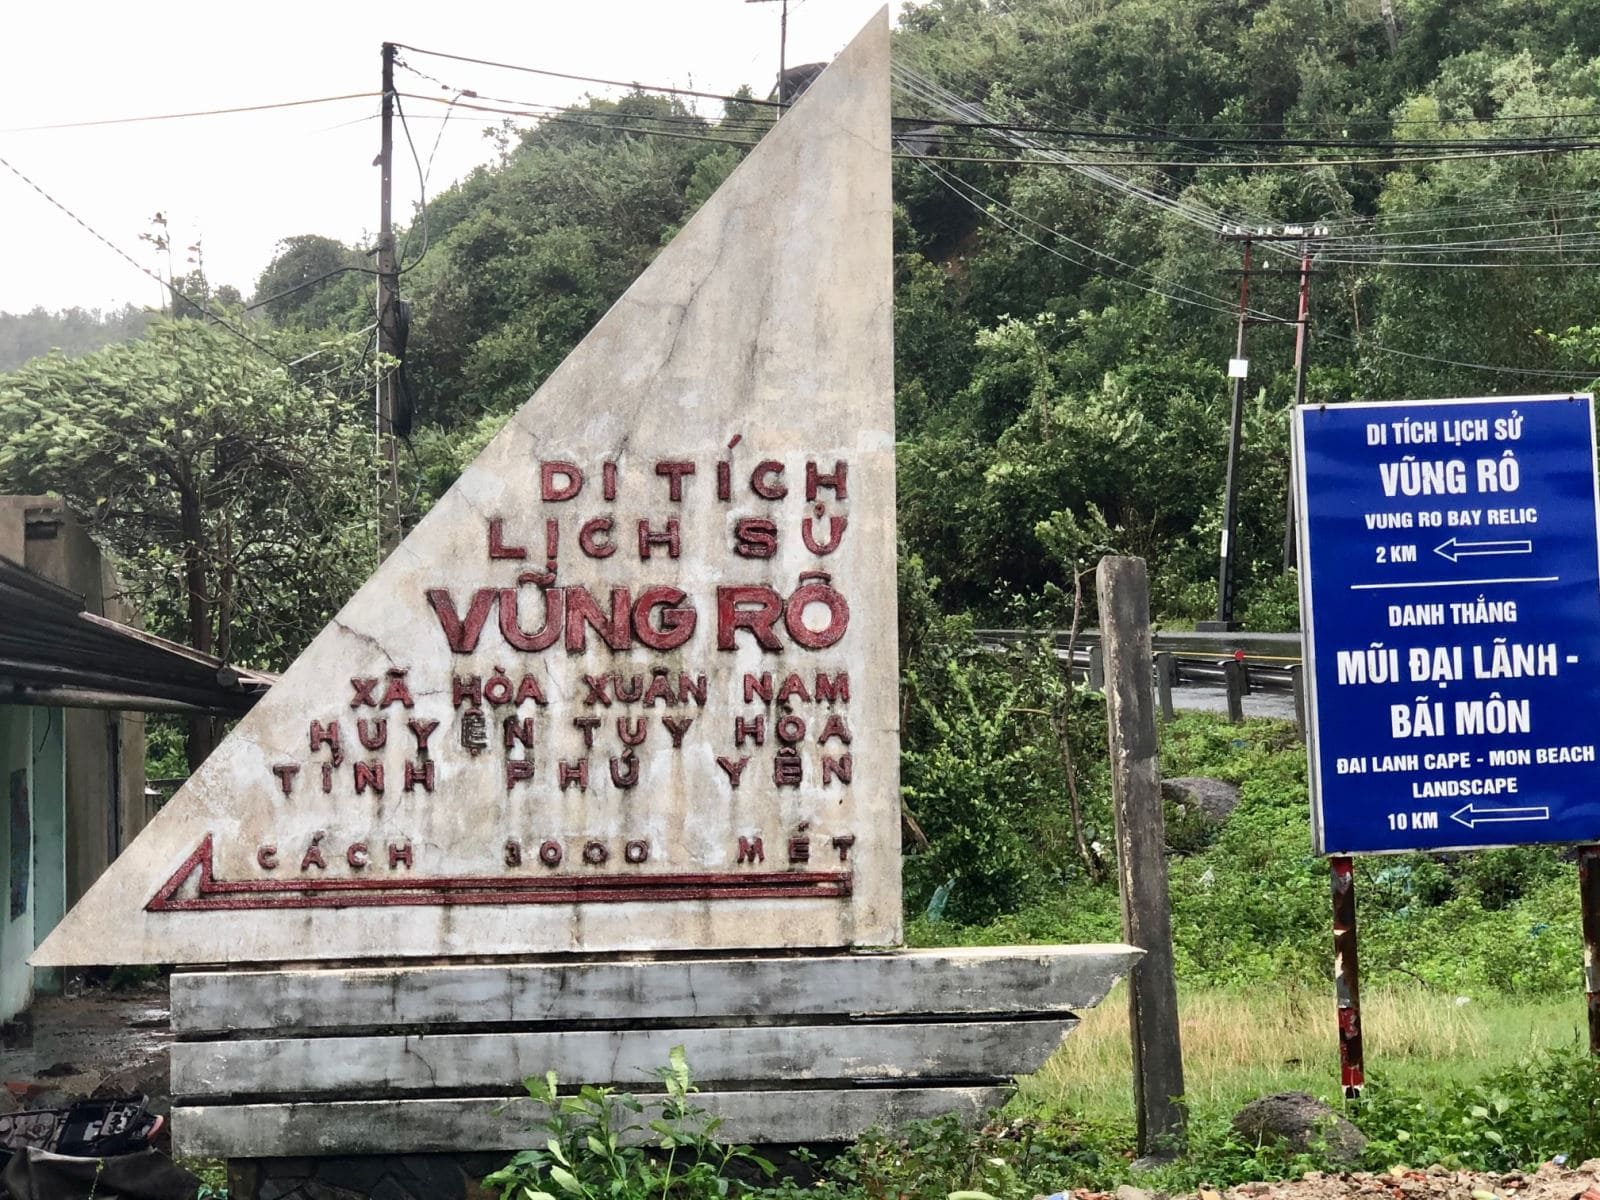 DI TÍCH
LỊCH SỬ
VŨNG RÔ
XÃ HÒA XUÂN NAM
HUYỆN TUY HÒA
TỈNH PHÚ YÊN
CÁCH 3000 MÉT
DI TÍCH LỊCH SỬ
VŨNG RÔ
VUNG RO BAY RELIC
2 KM
DANH THẮNG
MŨI ĐẠI LÃNH -
BÃI MÔN
ĐAI LANH CAPE - MON BEACH
LANDSCAPE
10 KM